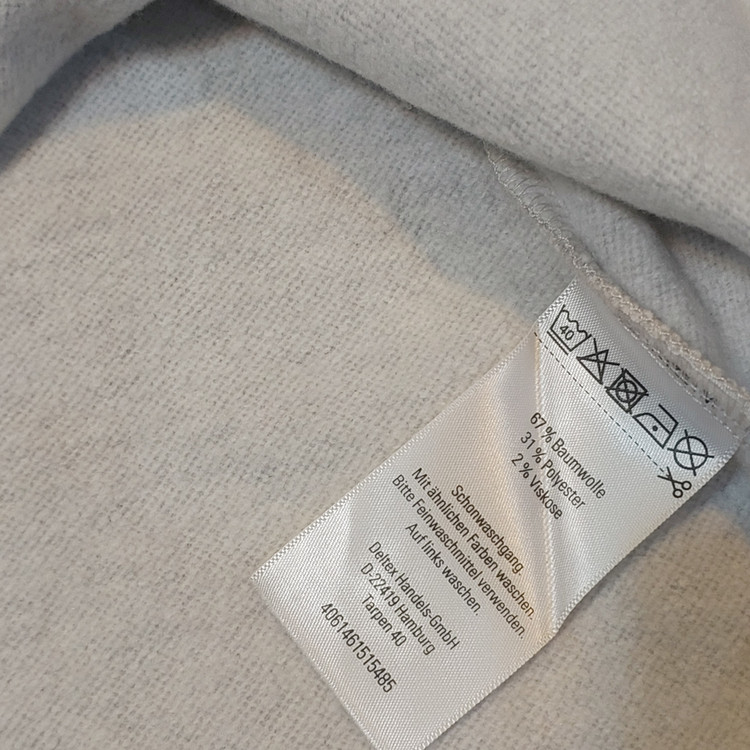 40
67 % Baumwolle
31 % Polyester
2 % Viskose
Schonwaschgang.
Mit ähnlichen Farben waschen.
Bitte Feinwaschmittel verwenden.
Auf links waschen.
Deltex Handels-GmbH
D-22419 Hamburg
Tarpen 40
4061461515485